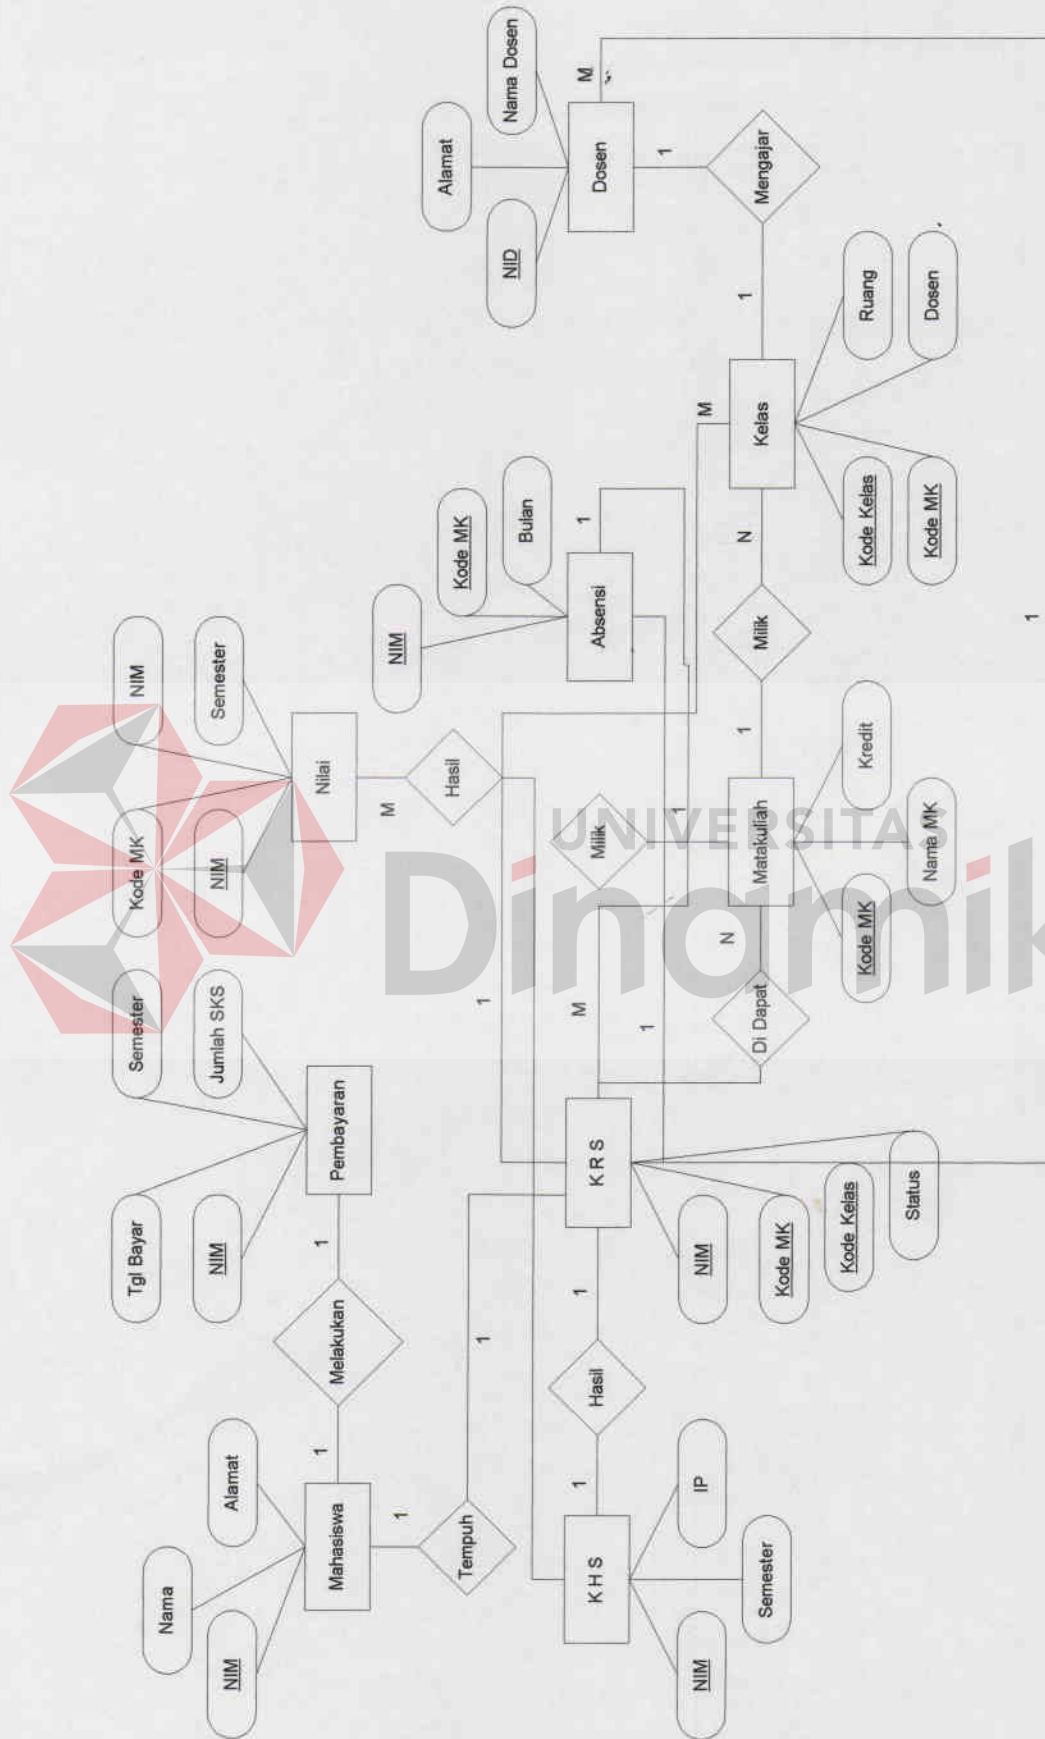 Nama
Tgl Bayar
Semester
Kode MK
NIM
NIM
Alamat
NIM
Jumlah SKS
NIM
Semester
Mahasiswa
1
Melakukan
1
Pembayaran
Nilai
1
M
NIM
Tempuh
Hasil
Kode MK
Alamat
1
1
Bulan
NID
Nama Dosen
K H S
1
Hasil
1
K R S
M
Milik
Absensi
1
Dosen
M
1
1
1
NIM
IP
M
N
1
N
1
Semester
Kode MK
Di Dapat
Matakuliah
Milik
Kelas
Mengajar
Kode Kelas
Kode MK
Kredit
Kode Kelas
Ruang
Status
Nama MK
Kode MK
Dosen
1
UNIVERSITAS
Dinamik